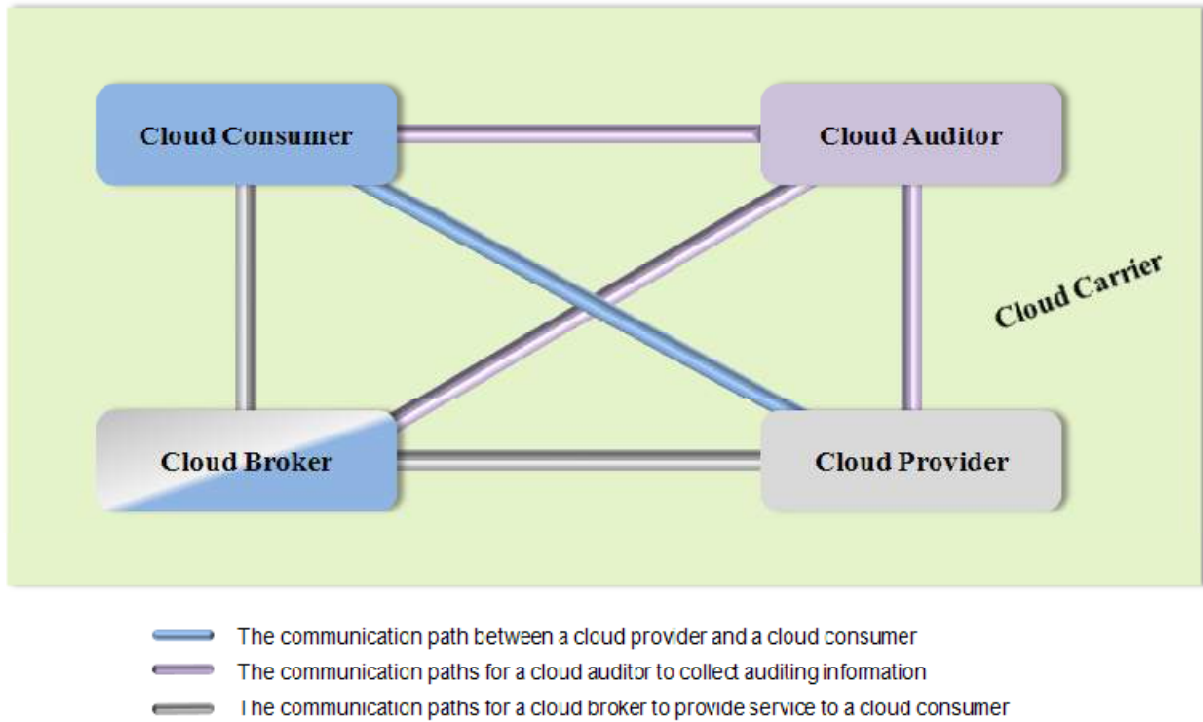 Cloud Consumer
Cloud Auditor
Cloud Carrier
Cloud Broker
Cloud Provider
The communication path between a cloud provider and a cloud consumer
The communication paths for a cloud auditor to collect auditing information
The communication paths for a cloud broker to provide service to a cloud consumer